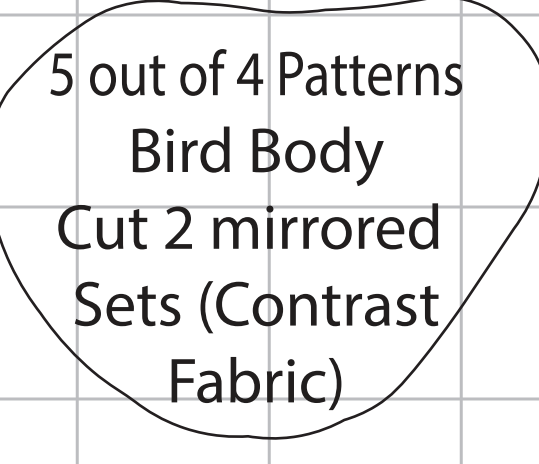 5 out of 4 Patterns
Bird Body
Cut 2 mirrored
Sets (Contrast
Fabric)